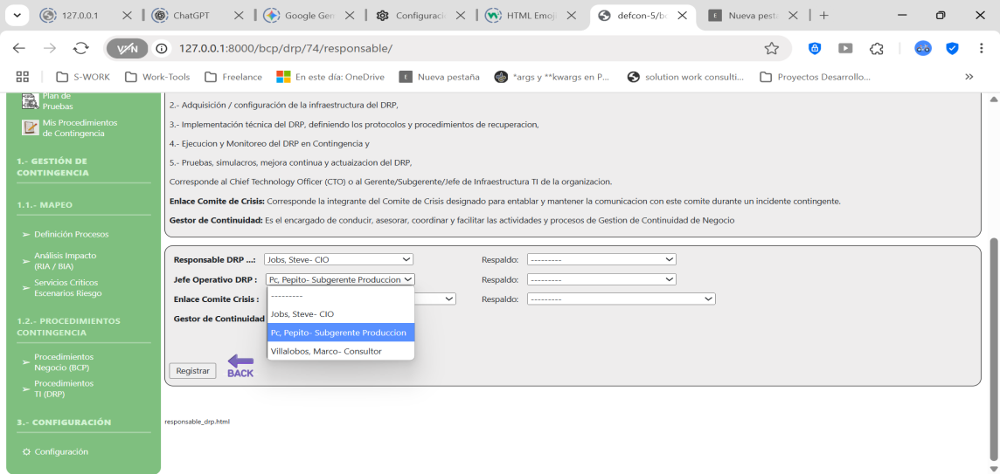 127.0.0.1
ChatGPT
Google Gen
Configuraci
HTML Emoji
defcon-5/bc
Nueva pest
VPN
127.0.0.1:8000/bcp/drp/74/responsable/
S-WORK
Work-Tools
Freelance
En este día: OneDrive
E
Nueva pestaña
*args y **kwargs en P...
solution work consulti...
Proyectos Desarrollo...
Plan de
Pruebas
Mis Procedimientos
de Contingencia
1.- GESTIÓN DE
CONTINGENCIA
1.1.- MAPEO
Definición Procesos
Análisis Impacto
(RIA / BIA)
Servicios Criticos
Escenarios Riesgo
1.2.- PROCEDIMIENTOS
CONTINGENCIA
Procedimientos
Negocio (BCP)
Procedimientos
TI (DRP)
3.- CONFIGURACIÓN
Configuración
2.- Adquisición / configuración de la infraestructura del DRP,
3.- Implementación técnica del DRP, definiendo los protocolos y procedimientos de recuperacion,
4.- Ejecucion y Monitoreo del DRP en Contingencia y
5.- Pruebas, simulacros, mejora continua y actuaizacion del DRP,
Corresponde al Chief Technology Officer (CTO) o al Gerente/Subgerente/Jefe de Infraestructura TI de la organizacion.
Enlace Comite de Crisis: Corresponde la integrante del Comite de Crisis designado para entablar y mantener la comunicacion con este comite durante un incidente contingente.
Gestor de Continuidad: Es el encargado de conducir, asesorar, coordinar y facilitar las actividades y procesos de Gestion de Continuidad de Negocio
Responsable DRP ...: Jobs, Steve- CIO Respaldo: ---------
Jefe Operativo DRP : Pc, Pepito- Subgerente Produccion Respaldo: ---------
Enlace Comite Crisis : Respaldo: ---------
Gestor de Continuidad
---------
Jobs, Steve- CIO
Pc, Pepito- Subgerente Produccion
Villalobos, Marco- Consultor
Registrar
BACK
responsable_drp.html